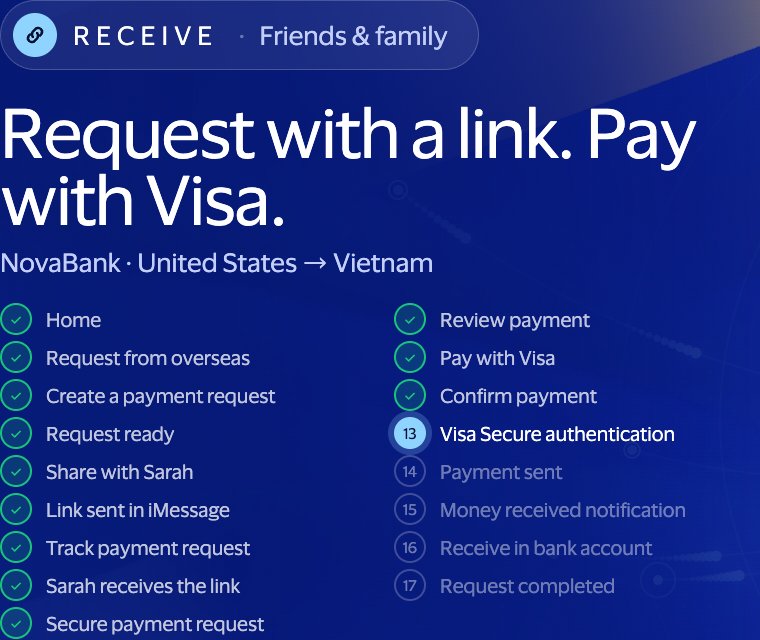 RECEIVE · Friends & family
Request with a link. Pay
with Visa.
NovaBank · United States → Vietnam
Home
Request from overseas
Create a payment request
Request ready
Share with Sarah
Link sent in iMessage
Track payment request
Sarah receives the link
Secure payment request
Review payment
Pay with Visa
Confirm payment
13 Visa Secure authentication
14 Payment sent
15 Money received notification
16 Receive in bank account
17 Request completed